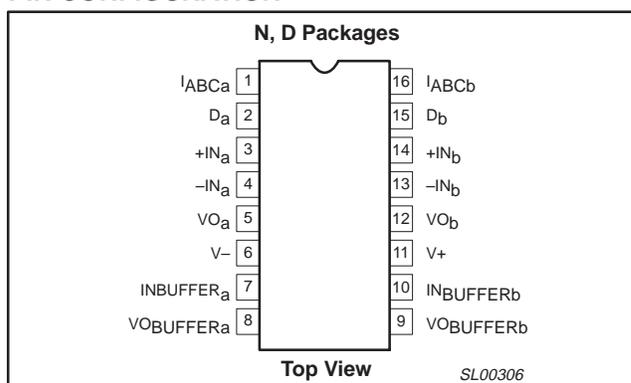 N, D Packages
IABCa 1 16 IABCb
Da 2 15 Db
+INa 3 14 +INb
–INa 4 13 –INb
VOa 5 12 VOb
V– 6 11 V+
INBUFFERa 7 10 INBUFFERb
VOBUFFERa 8 9 VOBUFFERb
Top View
SL00306